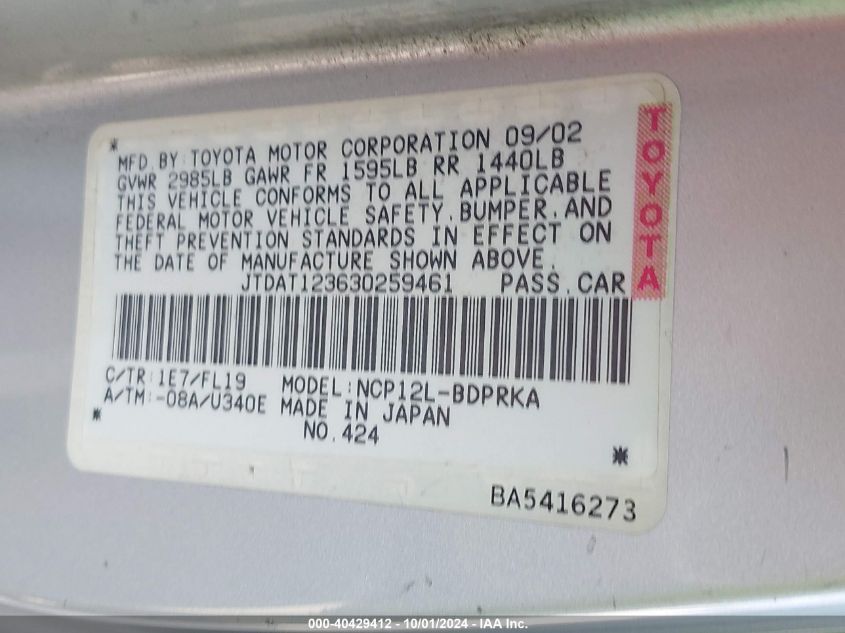 MFD.BY:TOYOTA MOTOR CORPORATION 09/02
GVWR 2985LB GAWR FR 1595LB RR 1440LB
THIS VEHICLE CONFORMS TO ALL APPLICABLE
FEDERAL MOTOR VEHICLE SAFETY,BUMPER,AND
THEFT PREVENTION STANDARDS IN EFFECT ON
THE DATE OF MANUFACTURE SHOWN ABOVE.
JTDAT123630259461 PASS.CAR
TOYOTA
C/TR:1E7/FL19 MODEL:NCP12L-BDPRKA
A/TM:-08A/U340E MADE IN JAPAN
NO.424
BA5416273
000-40429412 - 10/01/2024 - IAA Inc.